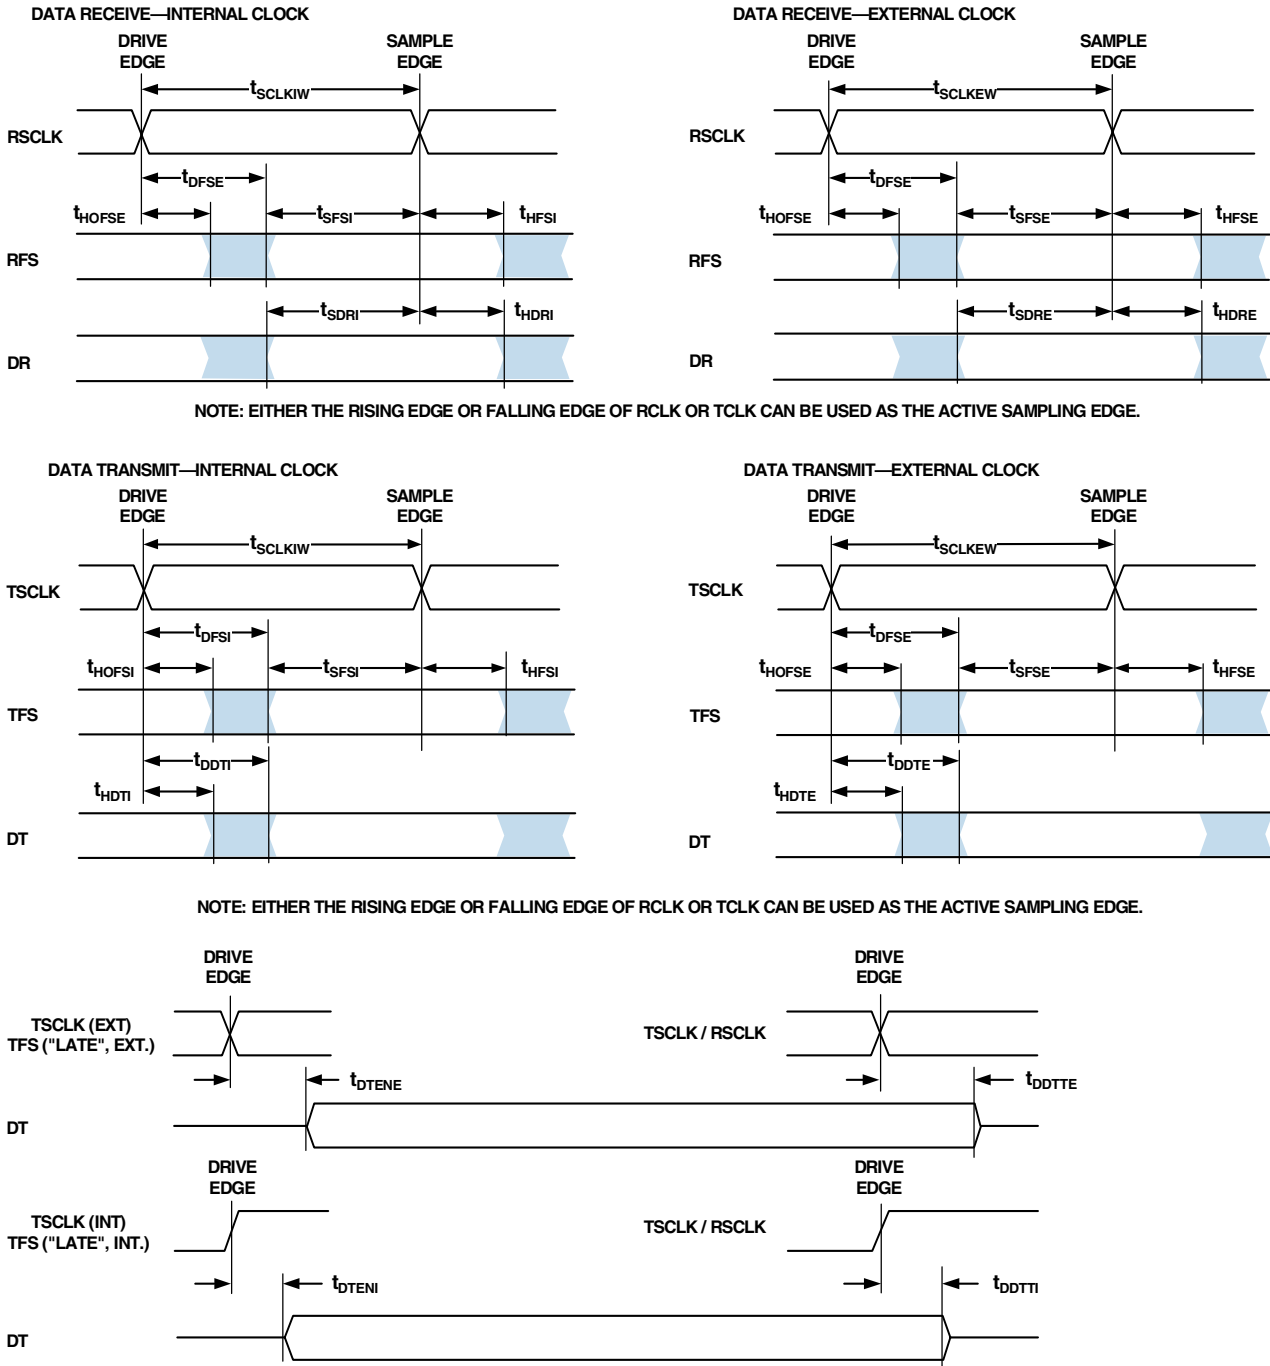 DATA RECEIVE—INTERNAL CLOCK
DRIVE EDGE
SAMPLE EDGE
tSCLKIW
RSCLK
tDFSE
tHOFSE
tSFSI
tHFSI
RFS
tSDRI
tHDRI
DR
DATA RECEIVE—EXTERNAL CLOCK
DRIVE EDGE
SAMPLE EDGE
tSCLKEW
RSCLK
tDFSE
tHOFSE
tSFSE
tHFSE
RFS
tSDRE
tHDRE
DR
NOTE: EITHER THE RISING EDGE OR FALLING EDGE OF RCLK OR TCLK CAN BE USED AS THE ACTIVE SAMPLING EDGE.
DATA TRANSMIT—INTERNAL CLOCK
DRIVE EDGE
SAMPLE EDGE
tSCLKIW
TSCLK
tDFSI
tHOFSI
tSFSI
tHFSI
TFS
tDDTI
tHDTI
DT
DATA TRANSMIT—EXTERNAL CLOCK
DRIVE EDGE
SAMPLE EDGE
tSCLKEW
TSCLK
tDFSE
tHOFSE
tSFSE
tHFSE
TFS
tDDTE
tHDTE
DT
NOTE: EITHER THE RISING EDGE OR FALLING EDGE OF RCLK OR TCLK CAN BE USED AS THE ACTIVE SAMPLING EDGE.
DRIVE EDGE
DRIVE EDGE
TSCLK (EXT)
TFS ("LATE", EXT.)
TSCLK / RSCLK
tDTENE
tDDTTE
DT
DRIVE EDGE
DRIVE EDGE
TSCLK (INT)
TFS ("LATE", INT.)
TSCLK / RSCLK
tDTENI
tDDTTI
DT